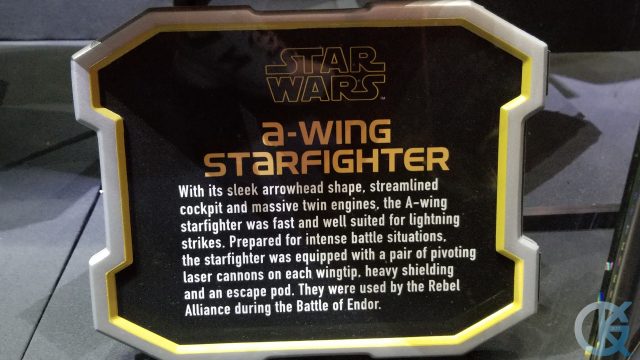 STAR
WARS
a-WING
STARFIGHTER
With its sleek arrowhead shape, streamlined
cockpit and massive twin engines, the A-wing
starfighter was fast and well suited for lightning
strikes. Prepared for intense battle situations,
the starfighter was equipped with a pair of pivoting
laser cannons on each wingtip, heavy shielding
and an escape pod. They were used by the Rebel
Alliance during the Battle of Endor.